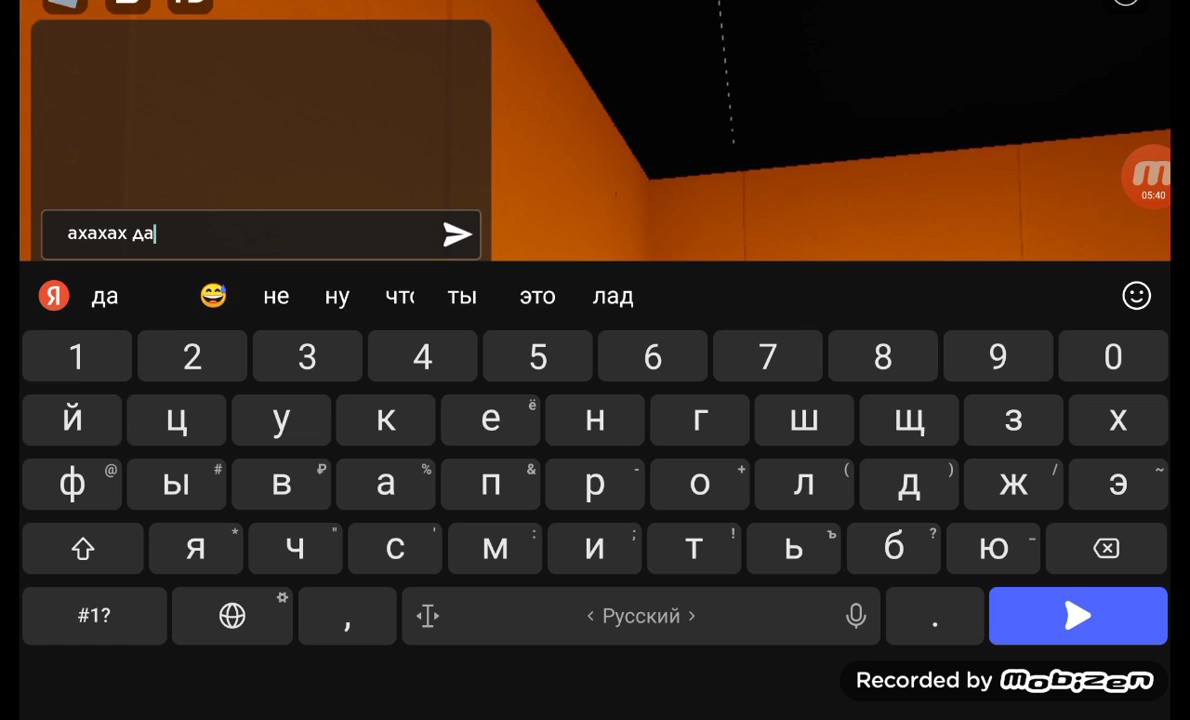 05:40
ахахах да
Я да 😅 не ну ты это лад
1 2 3 4 5 6 7 8 9 0
й ц у к е ё н г ш щ з х
ф @ ы # в ₽ а % п & р - о + л ( д ) ж / э ~
я * ч " с ' м : и ; т ! ь ъ б ? ю _
#1? , < Русский > .
Recorded by mobizen